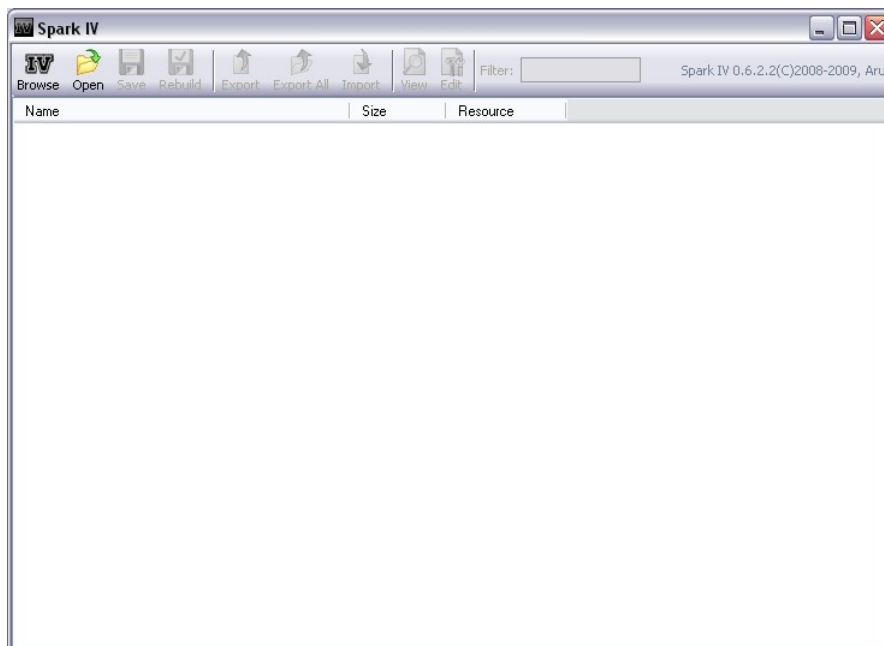 IV Spark IV
IV
Browse Open Save Rebuild Export Export All Import View Edit Filter: Spark IV 0.6.2.2(C)2008-2009, Aru
Name Size Resource